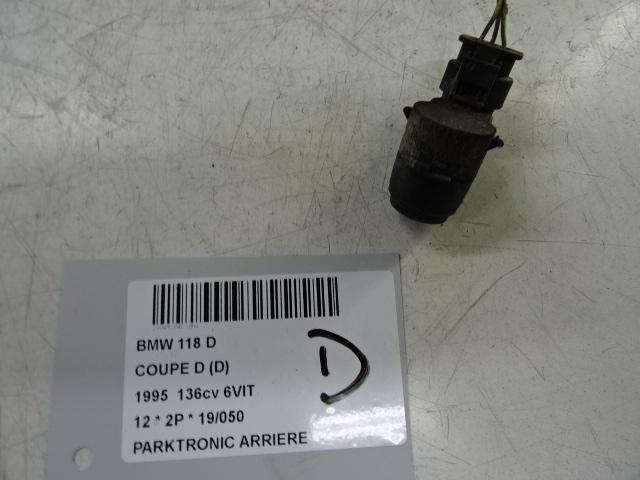 BMW 118 D
COUPE D (D)
1995 136cv 6VIT
12 * 2P * 19/050
PARKTRONIC ARRIERE
D